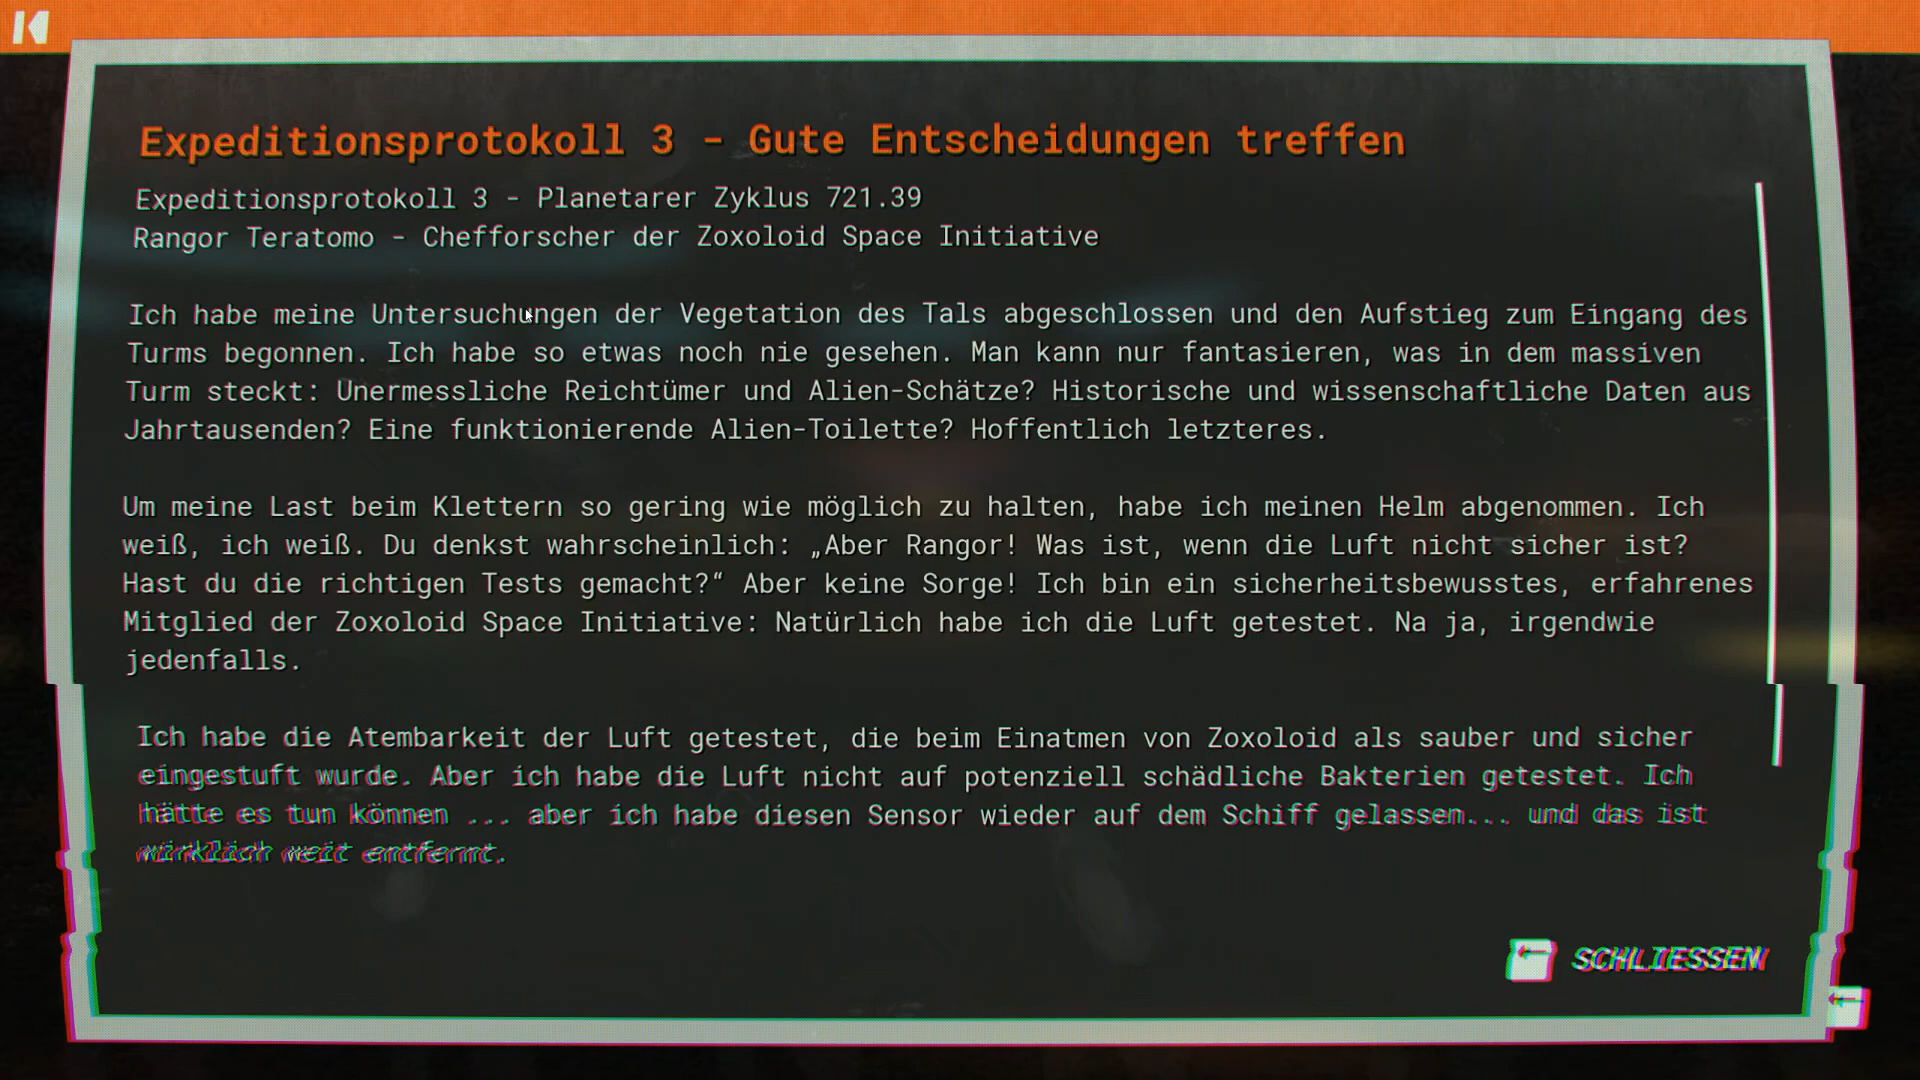 Expeditionsprotokoll 3 - Gute Entscheidungen treffen
Expeditionsprotokoll 3 - Planetarer Zyklus 721.39
Rangor Teratomo - Chefforscher der Zoxoloid Space Initiative
Ich habe meine Untersuchungen der Vegetation des Tals abgeschlossen und den Aufstieg zum Eingang des
Turms begonnen. Ich habe so etwas noch nie gesehen. Man kann nur fantasieren, was in dem massiven
Turm steckt: Unermessliche Reichtümer und Alien-Schätze? Historische und wissenschaftliche Daten aus
Jahrtausenden? Eine funktionierende Alien-Toilette? Hoffentlich letzteres.
Um meine Last beim Klettern so gering wie möglich zu halten, habe ich meinen Helm abgenommen. Ich
weiß, ich weiß. Du denkst wahrscheinlich: „Aber Rangor! Was ist, wenn die Luft nicht sicher ist?
Hast du die richtigen Tests gemacht?“ Aber keine Sorge! Ich bin ein sicherheitsbewusstes, erfahrenes
Mitglied der Zoxoloid Space Initiative: Natürlich habe ich die Luft getestet. Na ja, irgendwie
jedenfalls.
Ich habe die Atembarkeit der Luft getestet, die beim Einatmen von Zoxoloid als sauber und sicher
eingestuft wurde. Aber ich habe die Luft nicht auf potenziell schädliche Bakterien getestet. Ich
hätte es tun können ... aber ich habe diesen Sensor wieder auf dem Schiff gelassen... und das ist
wirklich weit entfernt.
SCHLIESSEN